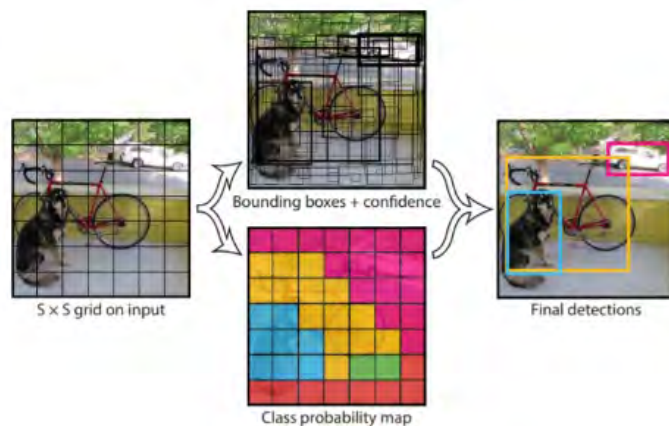 Bounding boxes + confidence
S × S grid on input
Final detections
Class probability map